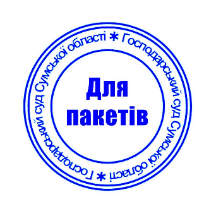 Господарський суд Сумської області * Господарський суд Сумської області *
Для
пакетів